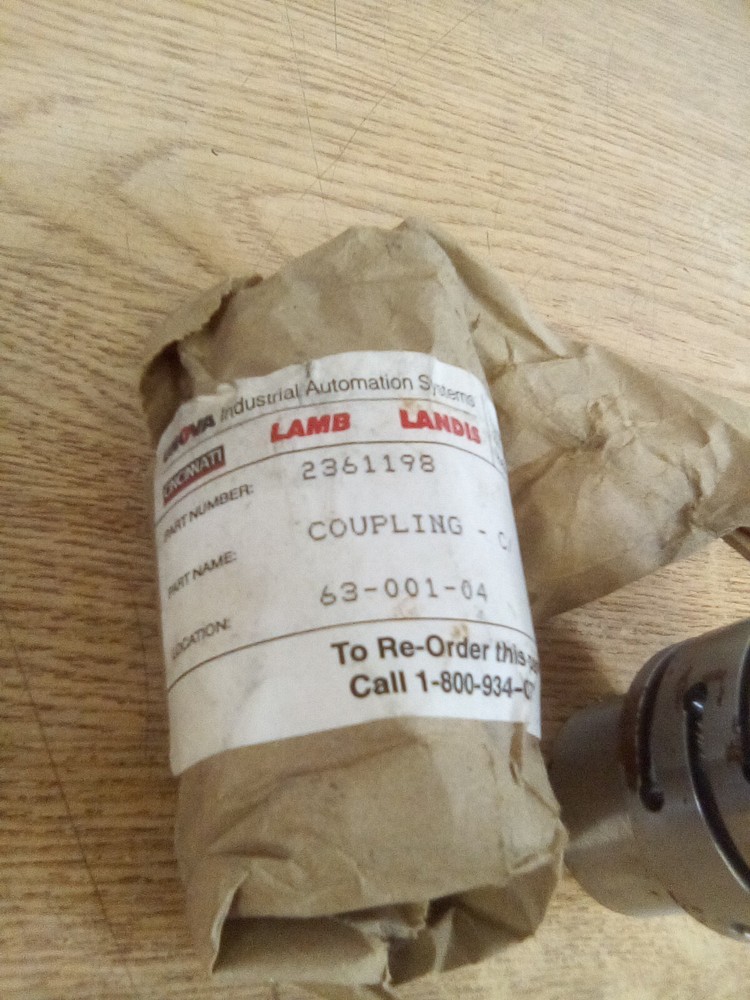 Industrial Automation Systems
CINCINNATI LAMB LANDIS
PART NUMBER: 2361198
PART NAME: COUPLING -
LOCATION: 63-001-04
To Re-Order this
Call 1-800-934-